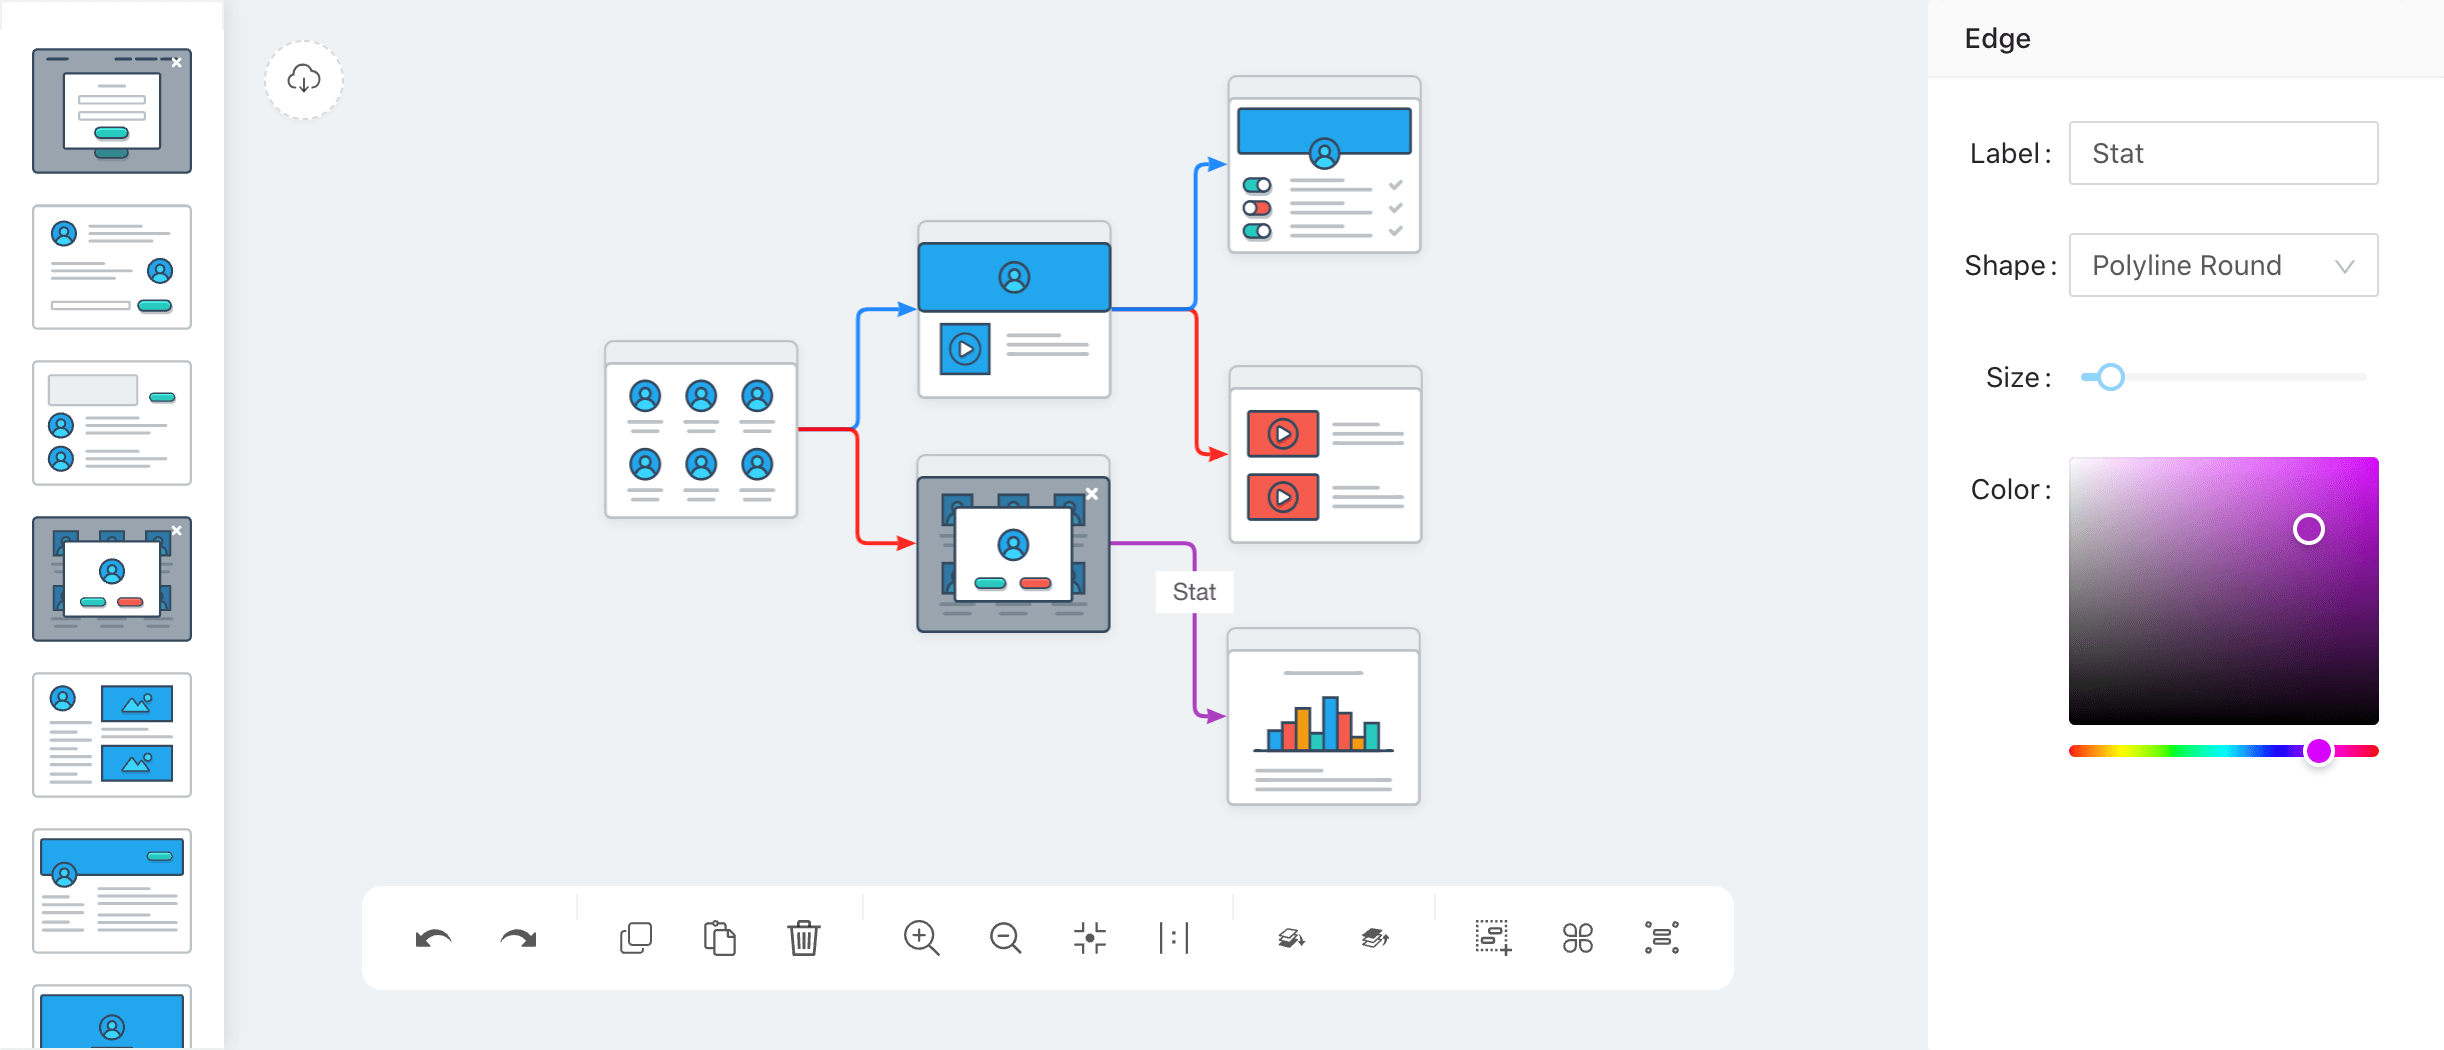 Edge
Label:
Stat
Shape:
Polyline Round
Size:
Color:
Stat